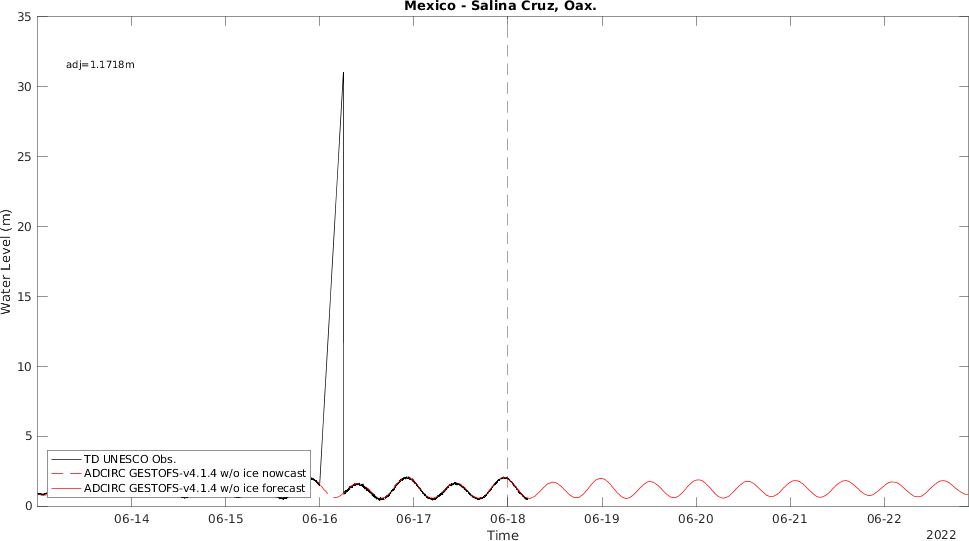 Mexico - Salina Cruz, Oax.
35
adj=1.1718m
30
25
20
15
10
5
0
Water Level (m)
TD UNESCO Obs.
ADCIRC GESTOFS-v4.1.4 w/o ice nowcast
ADCIRC GESTOFS-v4.1.4 w/o ice forecast
06-14 06-15 06-16 06-17 06-18 06-19 06-20 06-21 06-22
Time
2022